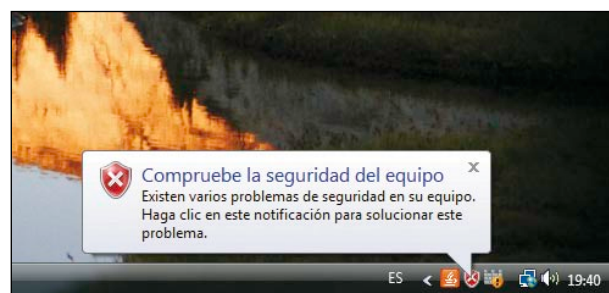 Compruebe la seguridad del equipo
Existen varios problemas de seguridad en su equipo.
Haga clic en este notificación para solucionar este
problema.
ES
19:40